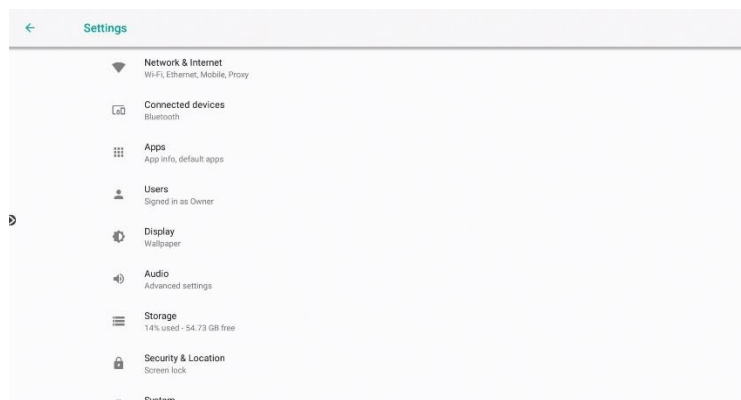 Settings
Network & Internet
Wi-Fi, Ethernet, Mobile, Proxy
Connected devices
Bluetooth
Apps
App info, default apps
Users
Signed in as Owner
Display
Wallpaper
Audio
Advanced settings
Storage
14% used - 54.73 GB free
Security & Location
Screen lock
System